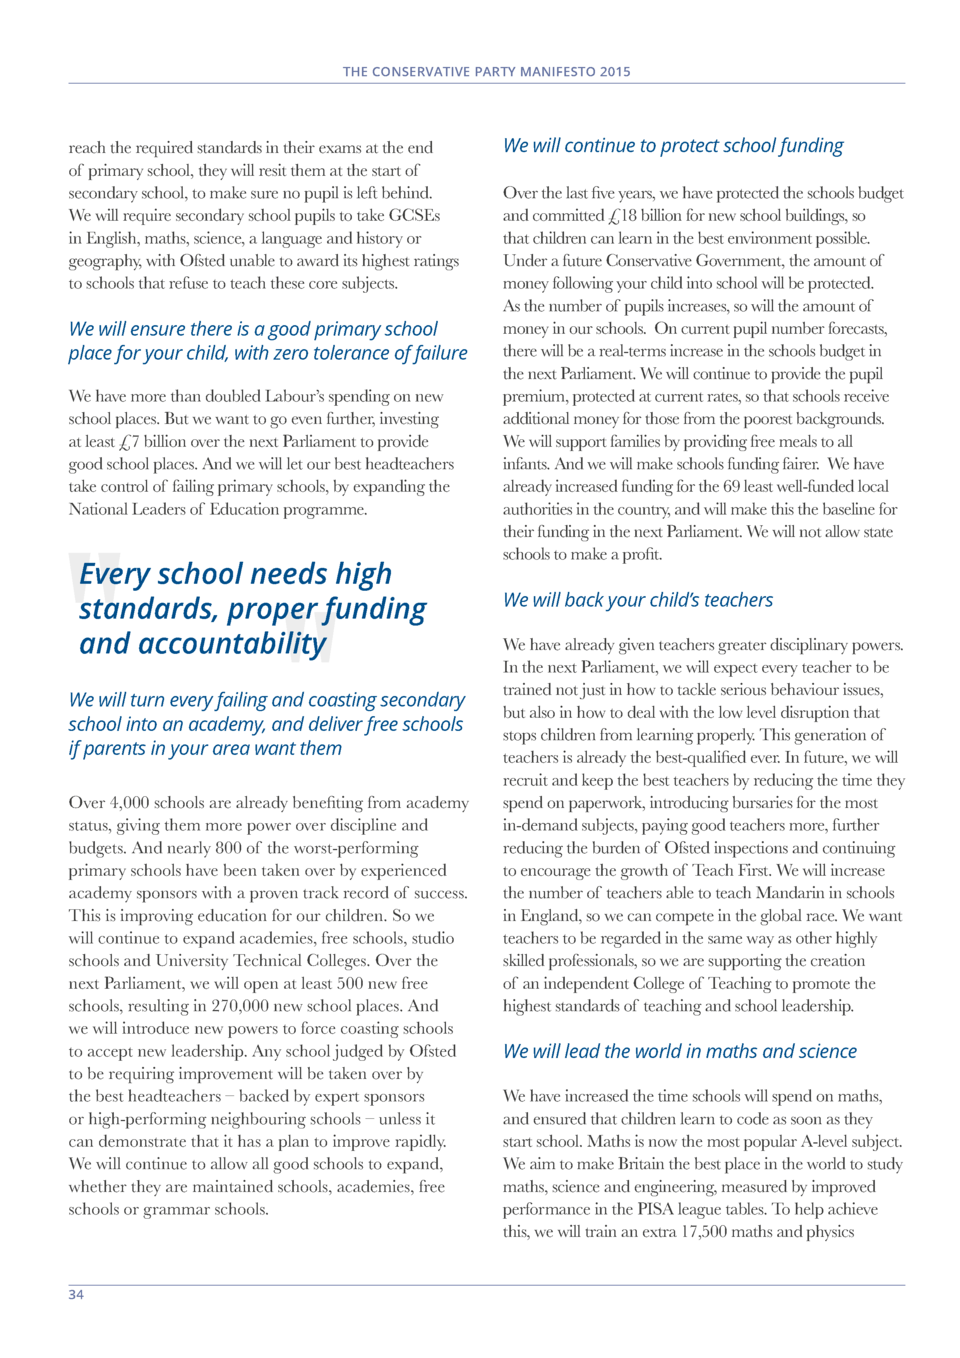 THE CONSERVATIVE PARTY MANIFESTO 2015
reach the required standards in their exams at the end
of primary school, they will resit them at the start of
secondary school, to make sure no pupil is left behind.
We will require secondary school pupils to take GCSEs
in English, maths, science, a language and history or
geography, with Ofsted unable to award its highest ratings
to schools that refuse to teach these core subjects.
We will ensure there is a good primary school
place for your child, with zero tolerance of failure
We have more than doubled Labour’s spending on new
school places. But we want to go even further, investing
at least £7 billion over the next Parliament to provide
good school places. And we will let our best headteachers
take control of failing primary schools, by expanding the
National Leaders of Education programme.
"Every school needs high
standards, proper funding
and accountability"
We will turn every failing and coasting secondary
school into an academy, and deliver free schools
if parents in your area want them
Over 4,000 schools are already benefiting from academy
status, giving them more power over discipline and
budgets. And nearly 800 of the worst-performing
primary schools have been taken over by experienced
academy sponsors with a proven track record of success.
This is improving education for our children. So we
will continue to expand academies, free schools, studio
schools and University Technical Colleges. Over the
next Parliament, we will open at least 500 new free
schools, resulting in 270,000 new school places. And
we will introduce new powers to force coasting schools
to accept new leadership. Any school judged by Ofsted
to be requiring improvement will be taken over by
the best headteachers – backed by expert sponsors
or high-performing neighbouring schools – unless it
can demonstrate that it has a plan to improve rapidly.
We will continue to allow all good schools to expand,
whether they are maintained schools, academies, free
schools or grammar schools.
We will continue to protect school funding
Over the last five years, we have protected the schools budget
and committed £18 billion for new school buildings, so
that children can learn in the best environment possible.
Under a future Conservative Government, the amount of
money following your child into school will be protected.
As the number of pupils increases, so will the amount of
money in our schools. On current pupil number forecasts,
there will be a real-terms increase in the schools budget in
the next Parliament. We will continue to provide the pupil
premium, protected at current rates, so that schools receive
additional money for those from the poorest backgrounds.
We will support families by providing free meals to all
infants. And we will make schools funding fairer. We have
already increased funding for the 69 least well-funded local
authorities in the country, and will make this the baseline for
their funding in the next Parliament. We will not allow state
schools to make a profit.
We will back your child’s teachers
We have already given teachers greater disciplinary powers.
In the next Parliament, we will expect every teacher to be
trained not just in how to tackle serious behaviour issues,
but also in how to deal with the low level disruption that
stops children from learning properly. This generation of
teachers is already the best-qualified ever. In future, we will
recruit and keep the best teachers by reducing the time they
spend on paperwork, introducing bursaries for the most
in-demand subjects, paying good teachers more, further
reducing the burden of Ofsted inspections and continuing
to encourage the growth of Teach First. We will increase
the number of teachers able to teach Mandarin in schools
in England, so we can compete in the global race. We want
teachers to be regarded in the same way as other highly
skilled professionals, so we are supporting the creation
of an independent College of Teaching to promote the
highest standards of teaching and school leadership.
We will lead the world in maths and science
We have increased the time schools will spend on maths,
and ensured that children learn to code as soon as they
start school. Maths is now the most popular A-level subject.
We aim to make Britain the best place in the world to study
maths, science and engineering, measured by improved
performance in the PISA league tables. To help achieve
this, we will train an extra 17,500 maths and physics
34